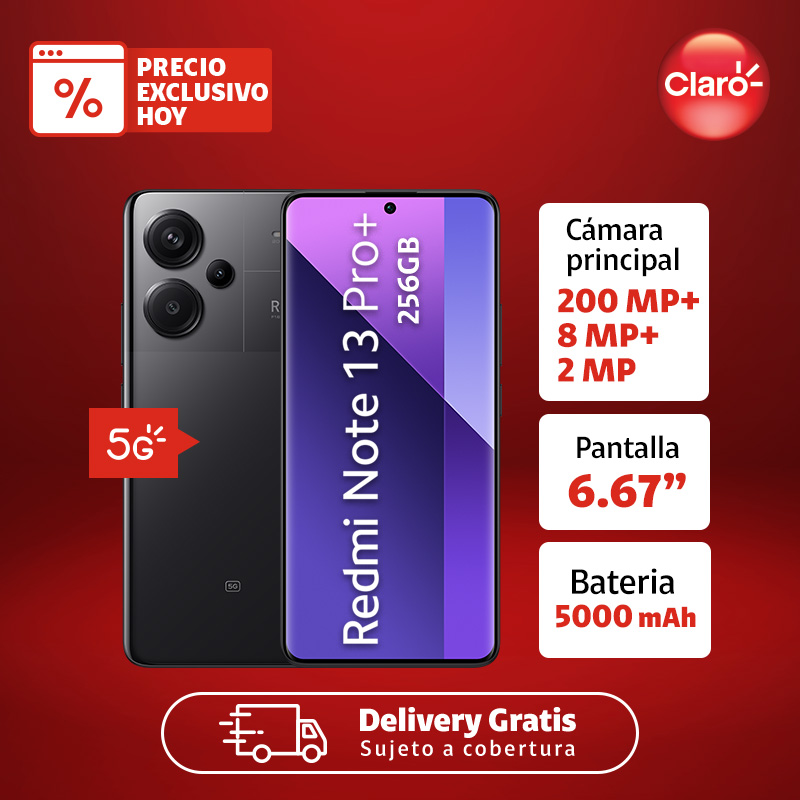 %
PRECIO
EXCLUSIVO
HOY
Claro
Redmi Note 13 Pro+
256GB
5G
5G
Cámara
principal
200 MP+
8 MP+
2 MP
Pantalla
6.67”
Bateria
5000 mAh
Delivery Gratis
Sujeto a cobertura